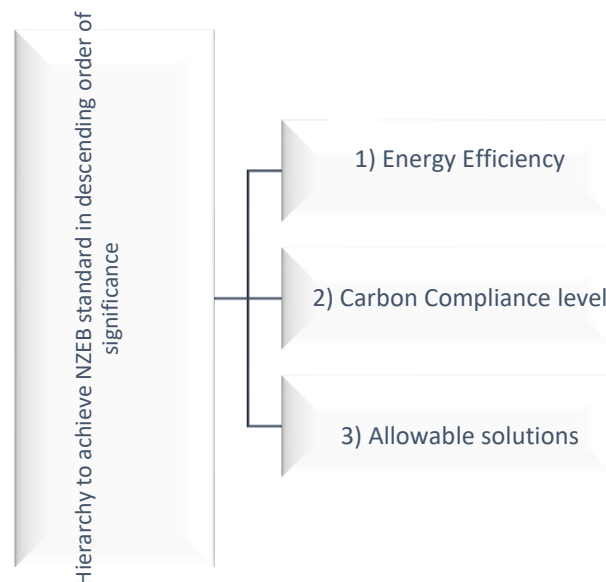 Hierarchy to achieve NZEB standard in descending order of
significance
1) Energy Efficiency
2) Carbon Compliance level
3) Allowable solutions